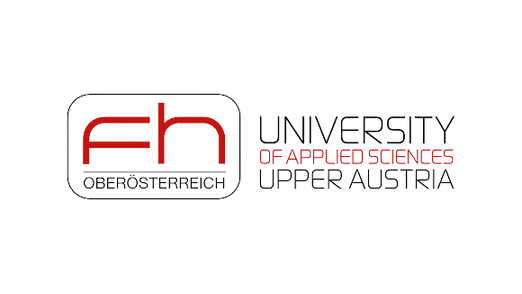 fh
OBERÖSTERREICH
UNIVERSITY
OF APPLIED SCIENCES
UPPER AUSTRIA